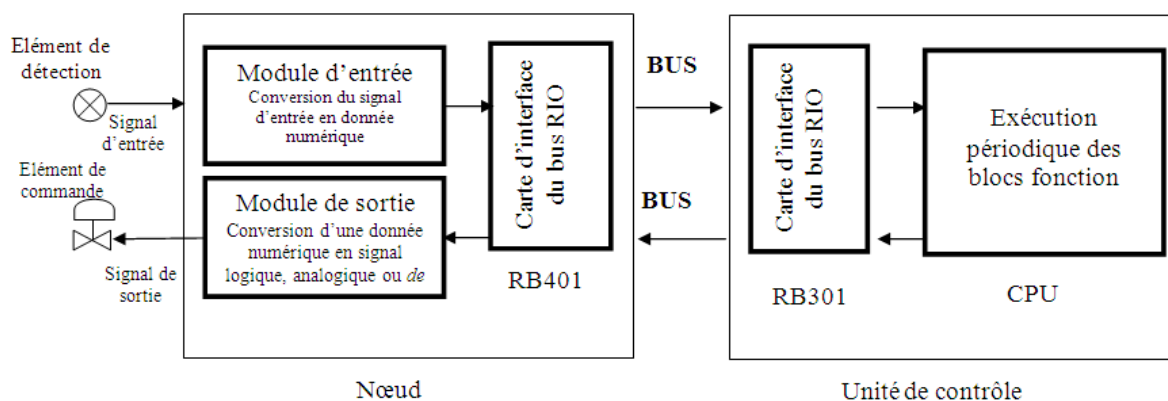 Elément de
détection
Signal
d'entrée
Elément de
commande
Signal de
sortie
Module d'entrée
Conversion du signal
d'entrée en donnée
numérique
Module de sortie
Conversion d'une donnée
numérique en signal
logique, analogique ou de
Carte d'interface
du bus RIO
RB401
Nœud
BUS
BUS
Carte d'interface
du bus RIO
RB301
Exécution
périodique des
blocs fonction
CPU
Unité de contrôle